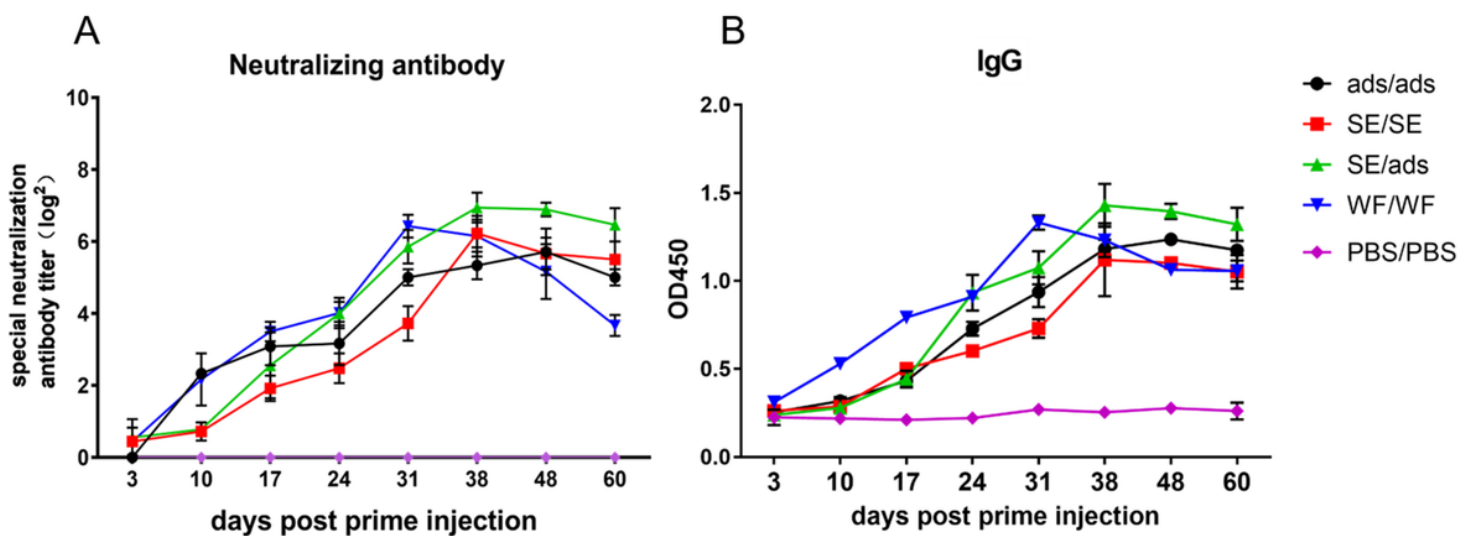 A
Neutralizing antibody
special neutralization
antibody titer（log²）
10
8
6
4
2
0
3 10 17 24 31 38 48 60
days post prime injection
B
IgG
OD450
2.0
1.5
1.0
0.5
0.0
3 10 17 24 31 38 48 60
days post prime injection
ads/ads
SE/SE
SE/ads
WF/WF
PBS/PBS